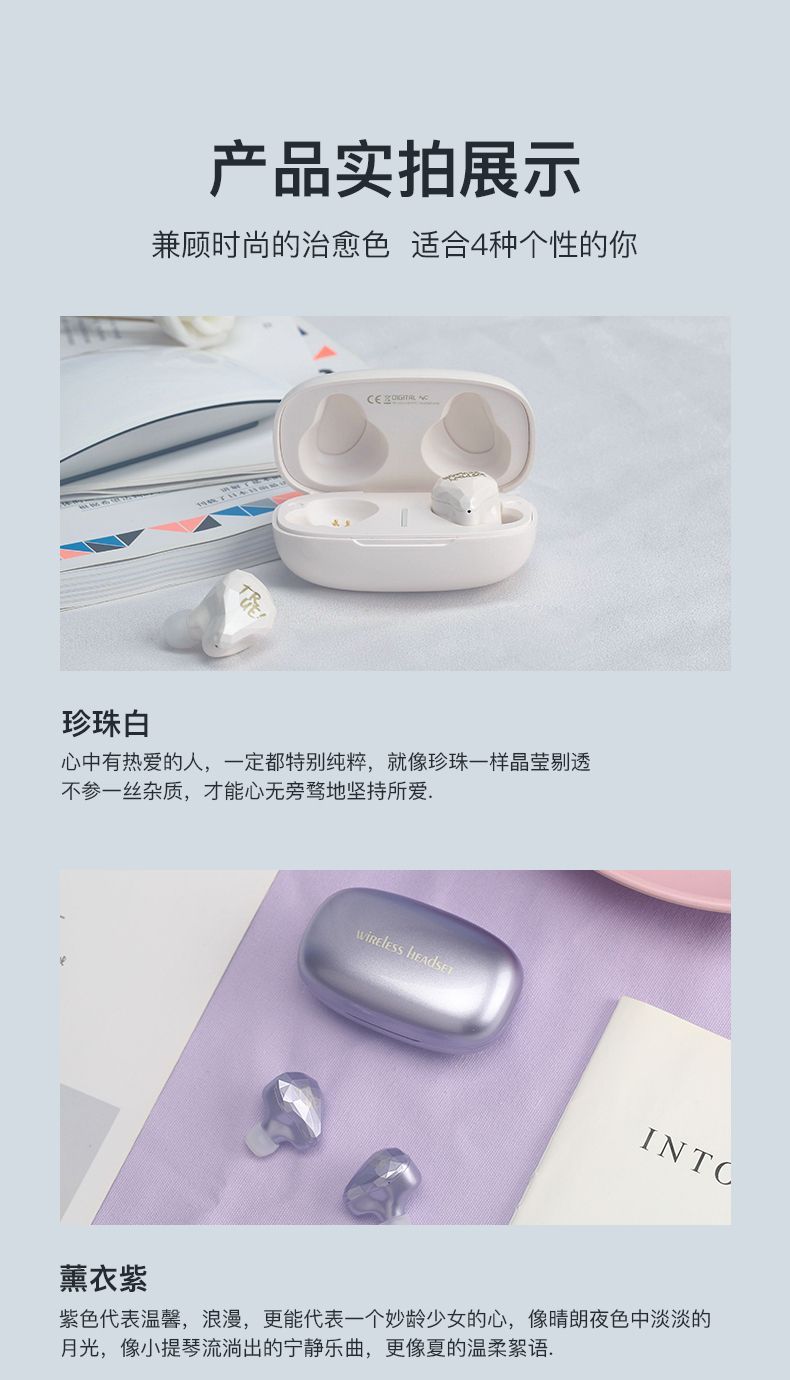 产品实拍展示
兼顾时尚的治愈色 适合4种个性的你
CE DIGITAL
TR
UE!
珍珠白
心中有热爱的人，一定都特别纯粹，就像珍珠一样晶莹剔透
不参一丝杂质，才能心无旁骛地坚持所爱.
WIRELESS HEADSET
INTO
薰衣紫
紫色代表温馨，浪漫，更能代表一个妙龄少女的心，像晴朗夜色中淡淡的
月光，像小提琴流淌出的宁静乐曲，更像夏的温柔絮语.